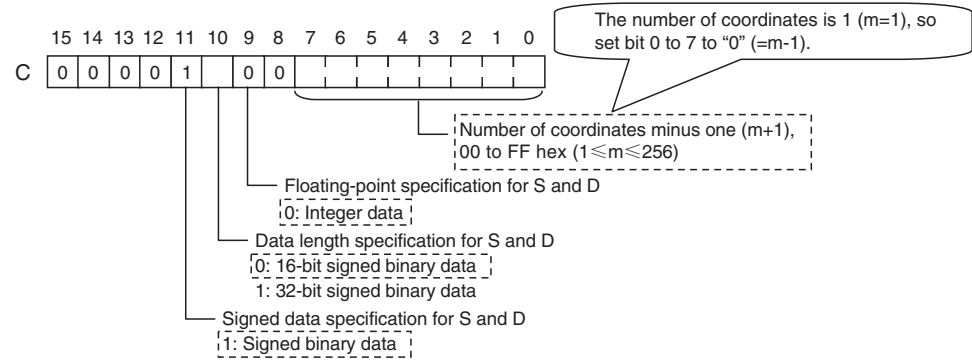 The number of coordinates is 1 (m=1), so
set bit 0 to 7 to “0” (=m-1).
15 14 13 12 11 10 9 8 7 6 5 4 3 2 1 0
C 0 0 0 0 1 0 0
Number of coordinates minus one (m+1),
00 to FF hex (1≤m≤256)
Floating-point specification for S and D
0: Integer data
Data length specification for S and D
0: 16-bit signed binary data
1: 32-bit signed binary data
Signed data specification for S and D
1: Signed binary data